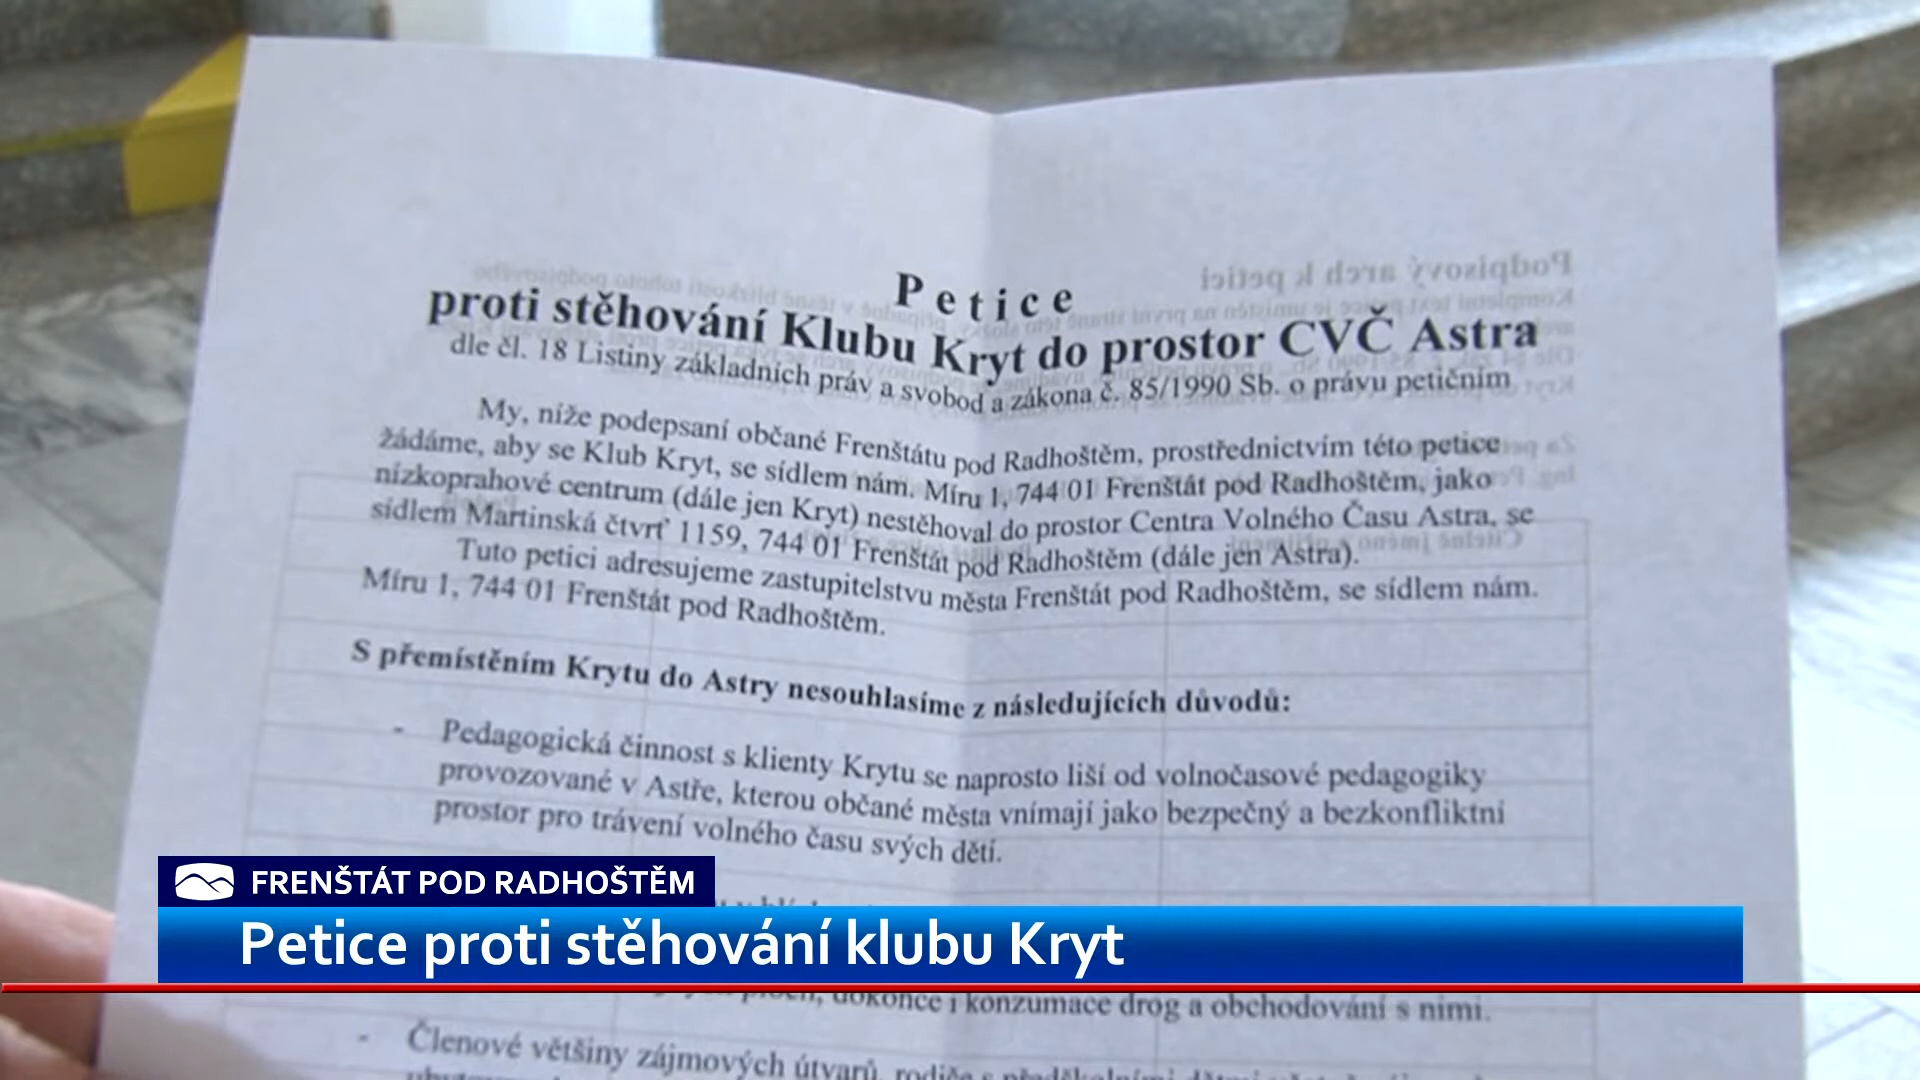 Petice
proti stěhování Klubu Kryt do prostor CVČ Astra
dle čl. 18 Listiny základních práv a svobod a zákona č. 85/1990 Sb. o právu petičním
My, níže podepsaní občané Frenštátu pod Radhoštěm, prostřednictvím této petice
žádáme, aby se Klub Kryt, se sídlem nám. Míru 1, 744 01 Frenštát pod Radhoštěm, jako
nízkoprahové centrum (dále jen Kryt) nestěhoval do prostor Centra Volného Času Astra, se
sídlem Martinská čtvrť 1159, 744 01 Frenštát pod Radhoštěm (dále jen Astra).
Tuto petici adresujeme zastupitelstvu města Frenštát pod Radhoštěm, se sídlem nám.
Míru 1, 744 01 Frenštát pod Radhoštěm.
S přemístěním Krytu do Astry nesouhlasíme z následujících důvodů:
- Pedagogická činnost s klienty Krytu se naprosto liší od volnočasové pedagogiky
provozované v Astře, kterou občané města vnímají jako bezpečný a bezkonfliktní
prostor pro trávení volného času svých dětí.
FRENŠTÁT POD RADHOŠTĚM
Petice proti stěhování klubu Kryt
dokonce i konzumace drog a obchodování s nimi.
- Členové většiny zájmových útvarů, rodiče s předškolními dětmi